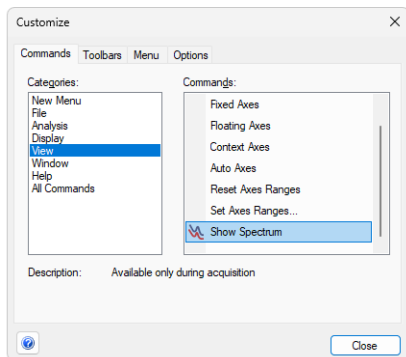 Customize
Commands Toolbars Menu Options
Categories:
New Menu
File
Analysis
Display
View
Window
Help
All Commands
Commands:
Fixed Axes
Floating Axes
Context Axes
Auto Axes
Reset Axes Ranges
Set Axes Ranges...
Show Spectrum
Description: Available only during acquisition
?
Close